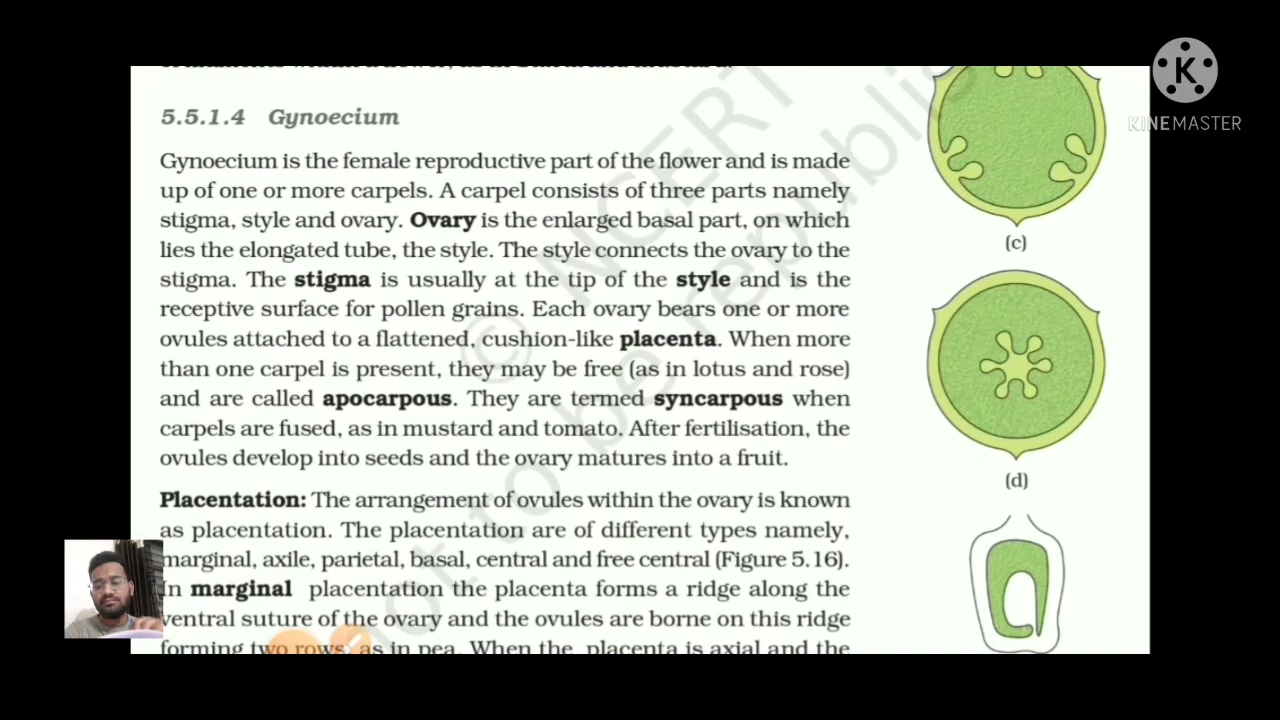 5.5.1.4 Gynoecium
Gynoecium is the female reproductive part of the flower and is made
up of one or more carpels. A carpel consists of three parts namely
stigma, style and ovary. Ovary is the enlarged basal part, on which
lies the elongated tube, the style. The style connects the ovary to the
stigma. The stigma is usually at the tip of the style and is the
receptive surface for pollen grains. Each ovary bears one or more
ovules attached to a flattened, cushion-like placenta. When more
than one carpel is present, they may be free (as in lotus and rose)
and are called apocarpous. They are termed syncarpous when
carpels are fused, as in mustard and tomato. After fertilisation, the
ovules develop into seeds and the ovary matures into a fruit.
Placentation: The arrangement of ovules within the ovary is known
as placentation. The placentation are of different types namely,
marginal, axile, parietal, basal, central and free central (Figure 5.16).
In marginal placentation the placenta forms a ridge along the
ventral suture of the ovary and the ovules are borne on this ridge
forming two rows, as in pea. When the placenta is axial and the
(c)
(d)
© NCERT
not to be republis
K
KINEMASTER